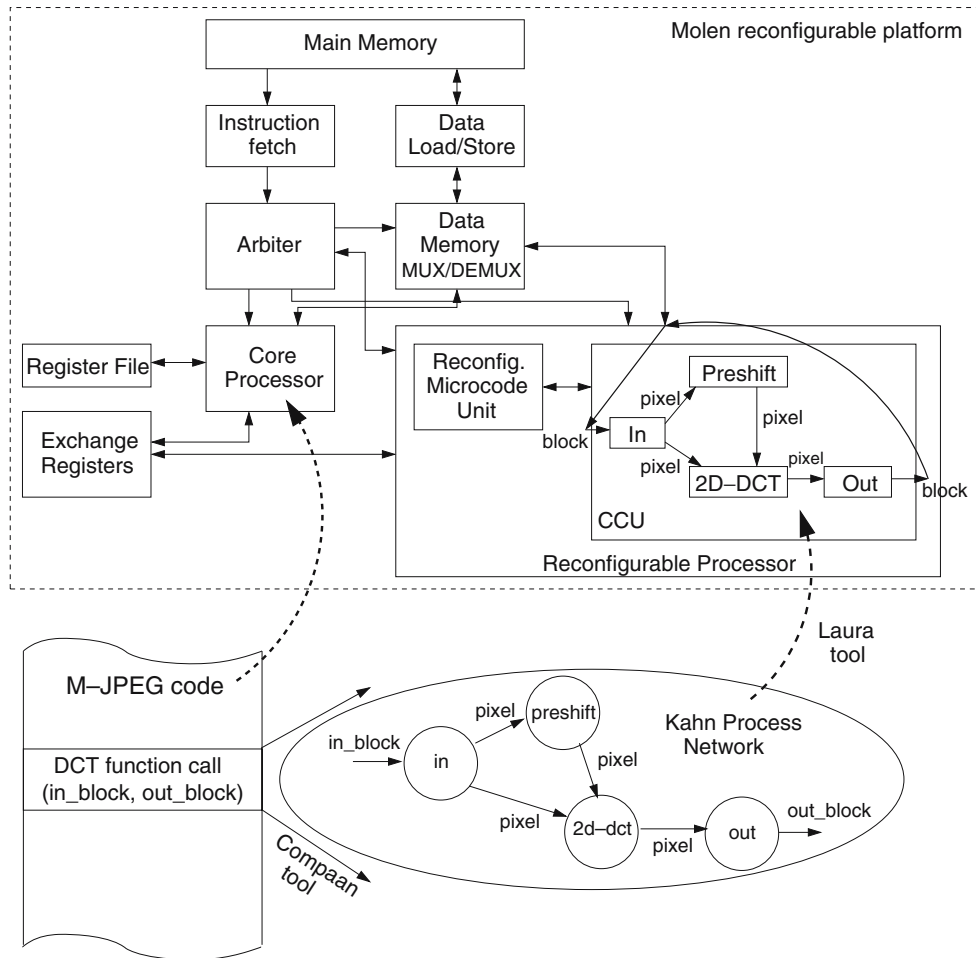 Molen reconfigurable platform
Main Memory
Instruction
fetch
Data
Load/Store
Arbiter
Data
Memory
MUX/DEMUX
Register File
Core
Processor
Exchange
Registers
Reconfig.
Microcode
Unit
Preshift
pixel
pixel
block
In
pixel
2D–DCT
pixel
Out
block
CCU
Reconfigurable Processor
Laura
tool
M–JPEG code
DCT function call
(in_block, out_block)
Compaan
tool
Kahn Process
Network
in_block
in
pixel
preshift
pixel
pixel
2d–dct
pixel
out
out_block